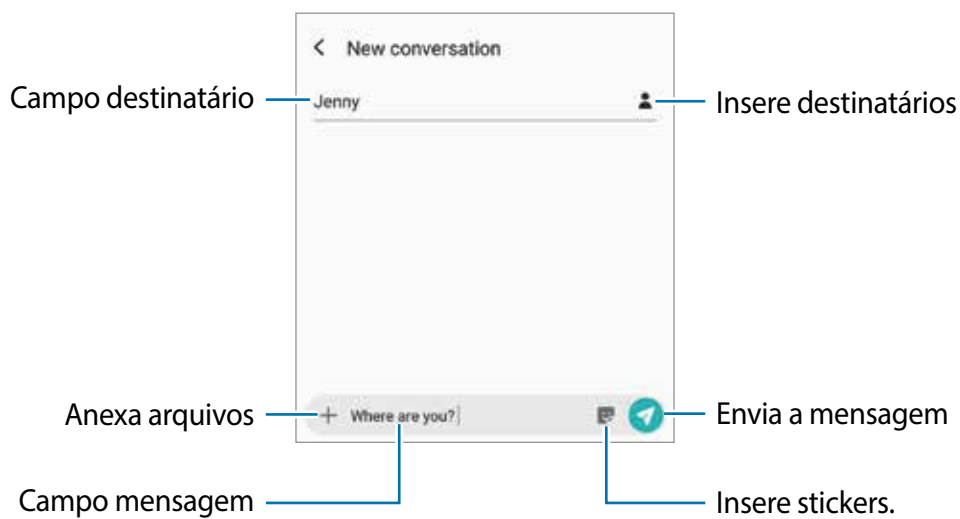 New conversation
Campo destinatário
Jenny
Insere destinatários
Anexa arquivos
Where are you?
Envia a mensagem
Campo mensagem
Insere stickers.